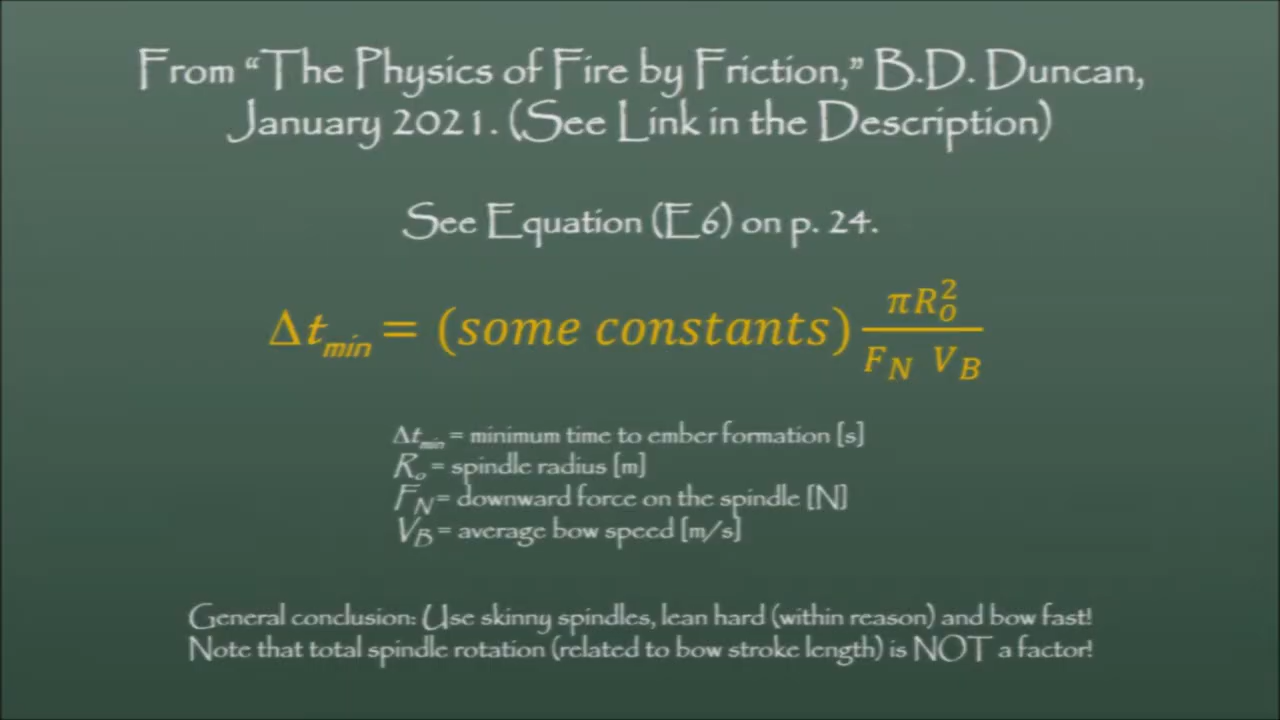 From “The Physics of Fire by Friction,” B.D. Duncan,
January 2021. (See Link in the Description)
See Equation (E6) on p. 24.
Δt_min = (some constants) πR_o^2 / F_N V_B
Δt_min = minimum time to ember formation [s]
R_o = spindle radius [m]
F_N = downward force on the spindle [N]
V_B = average bow speed [m/s]
General conclusion: Use skinny spindles, lean hard (within reason) and bow fast!
Note that total spindle rotation (related to bow stroke length) is NOT a factor!